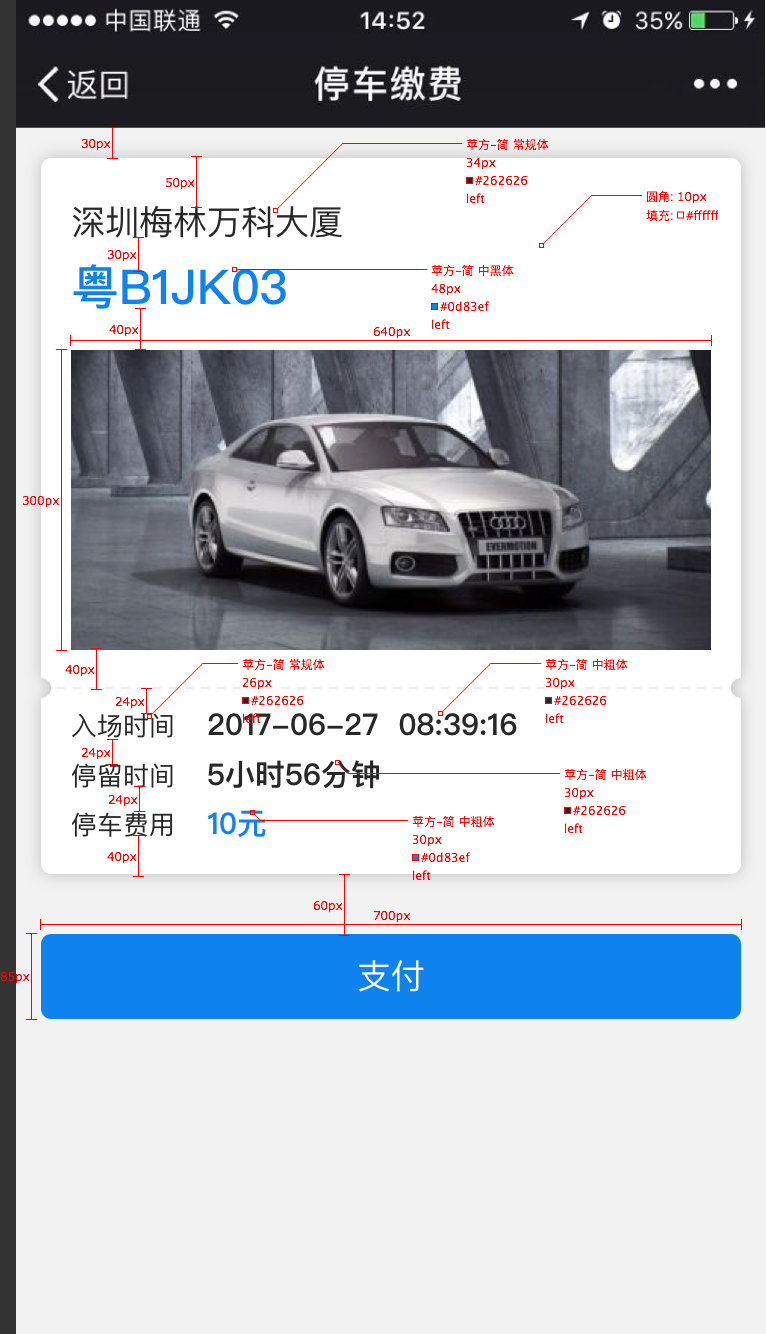 中国联通 14:52 35%
返回 停车缴费
30px
苹方-简 常规体
34px
#262626
left
50px
圆角: 10px
填充: #ffffff
深圳梅林万科大厦
30px
苹方-简 中黑体
48px
#0d83ef
left
粤B1JK03
40px
640px
300px
EVERMOTION
40px
苹方-简 常规体
26px
#262626
left
苹方-简 中粗体
30px
#262626
left
24px
入场时间 2017-06-27 08:39:16
24px
停留时间 5小时56分钟
苹方-简 中粗体
30px
#262626
left
24px
停车费用 10元
苹方-简 中粗体
30px
#0d83ef
left
40px
60px
700px
85px
支付